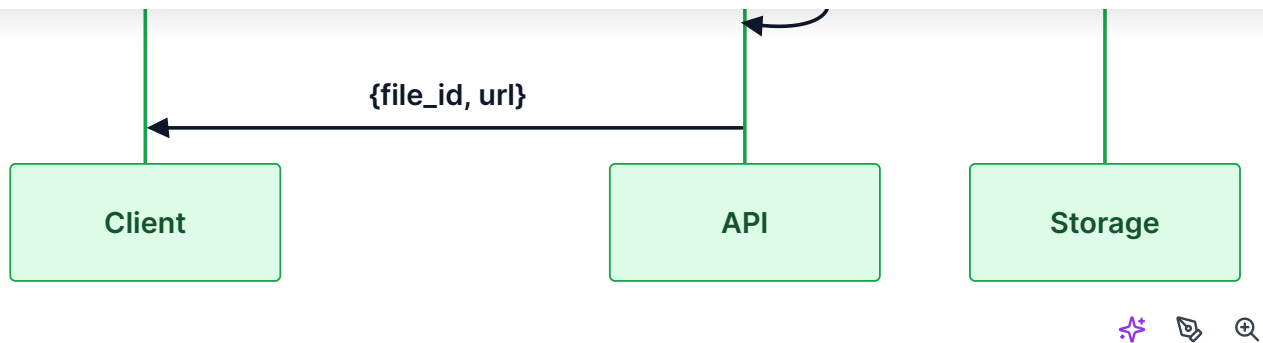 {file_id, url}
Client
API
Storage